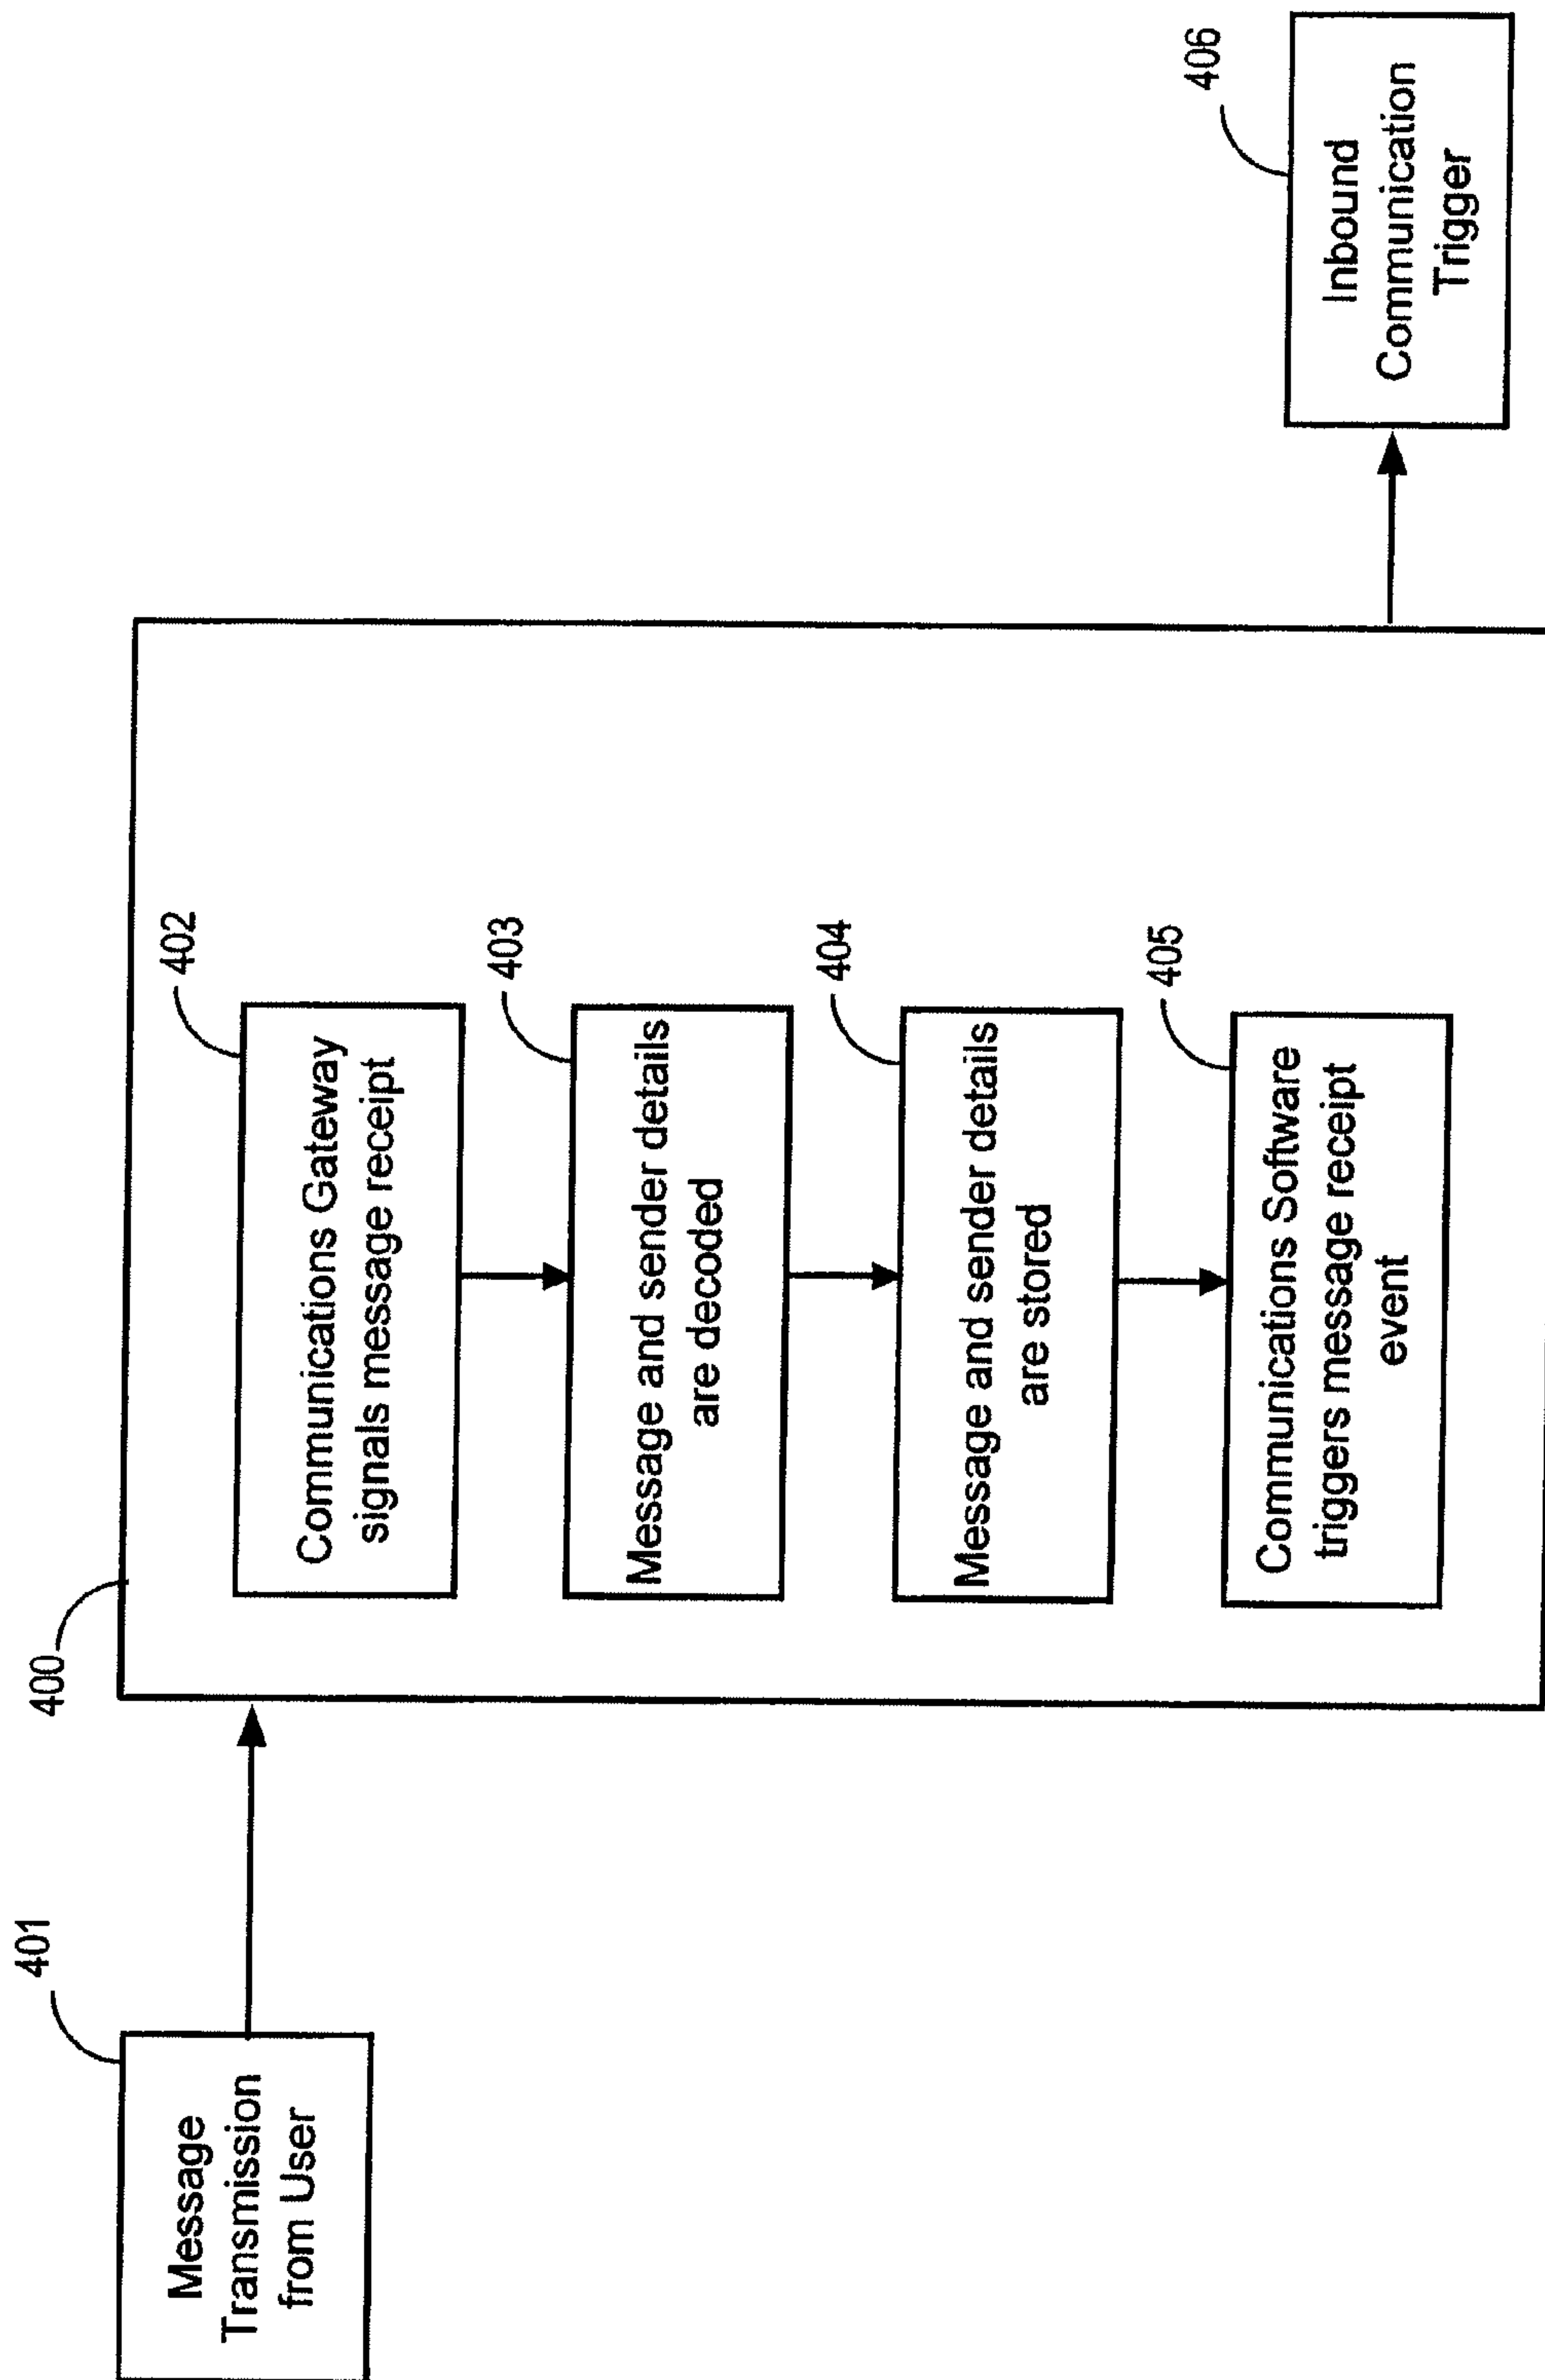 401
Message
Transmission
from User
400
402
Communications Gateway
signals message receipt
403
Message and sender details
are decoded
404
Message and sender details
are stored
405
Communications Software
triggers message receipt
event
406
Inbound
Communication
Trigger